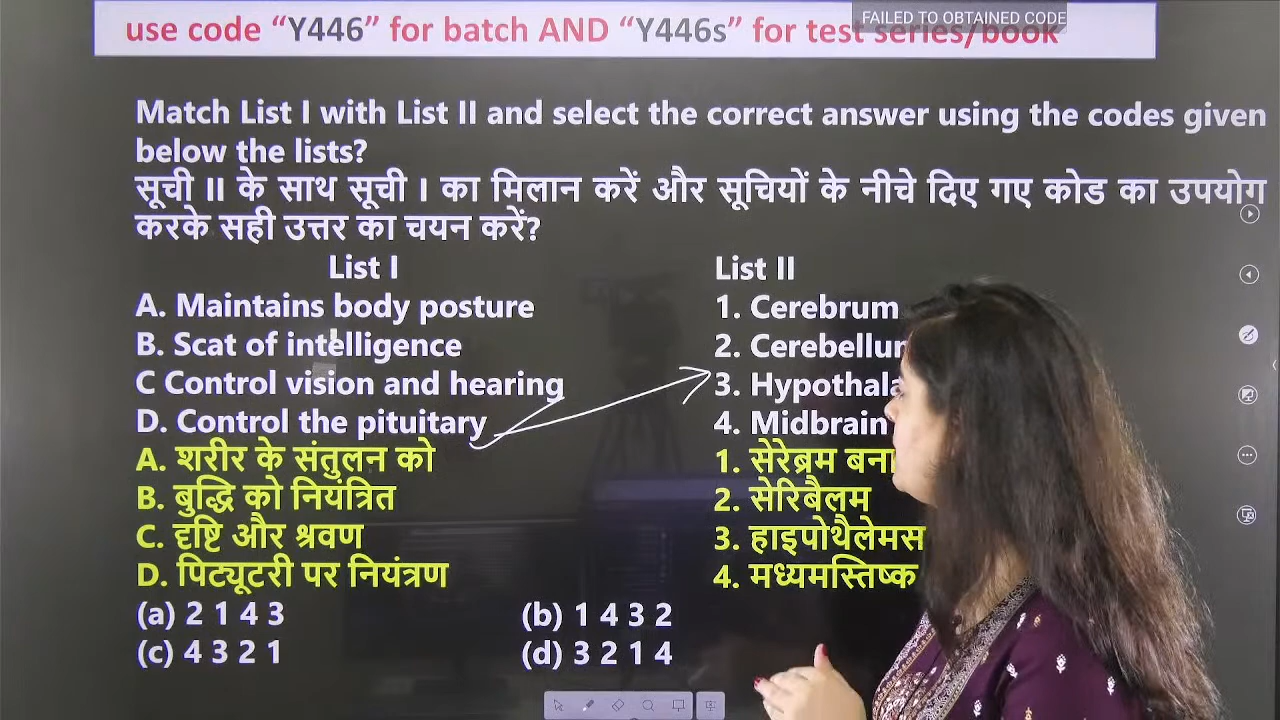 use code “Y446” for batch AND “Y446s” for test series/book
FAILED TO OBTAINED CODE
Match List I with List II and select the correct answer using the codes given
below the lists?
सूची II के साथ सूची I का मिलान करें और सूचियों के नीचे दिए गए कोड का उपयोग
करके सही उत्तर का चयन करें?
List I
List II
A. Maintains body posture
1. Cerebrum
B. Scat of intelligence
2.
C Control vision and hearing
3.
D. Control the pituitary
4. Midbrain
A. शरीर के संतुलन को
1. सेरेब्रम
B. बुद्धि को नियंत्रित
2. सेरिबैलम
C. दृष्टि और श्रवण
3. हाइपोथैलेमस
D. पिट्यूटरी पर नियंत्रण
4. मध्यमस्तिष्क
(a) 2 1 4 3
(b) 1 4 3 2
(c) 4 3 2 1
(d) 3 2 1 4